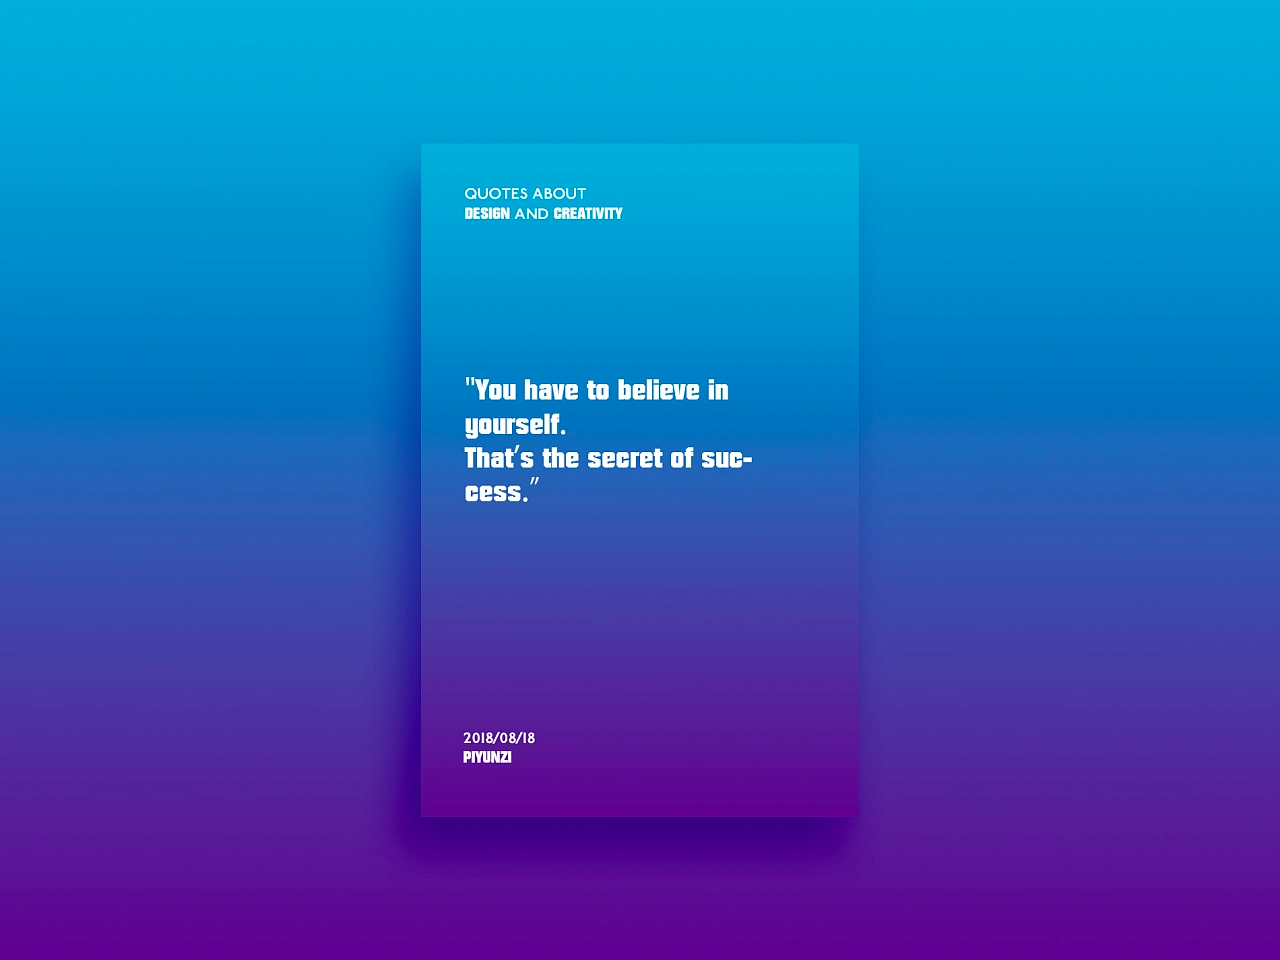 QUOTES ABOUT
DESIGN AND CREATIVITY
"You have to believe in
yourself.
That's the secret of suc-
cess."
2018/08/18
PIYUNZI